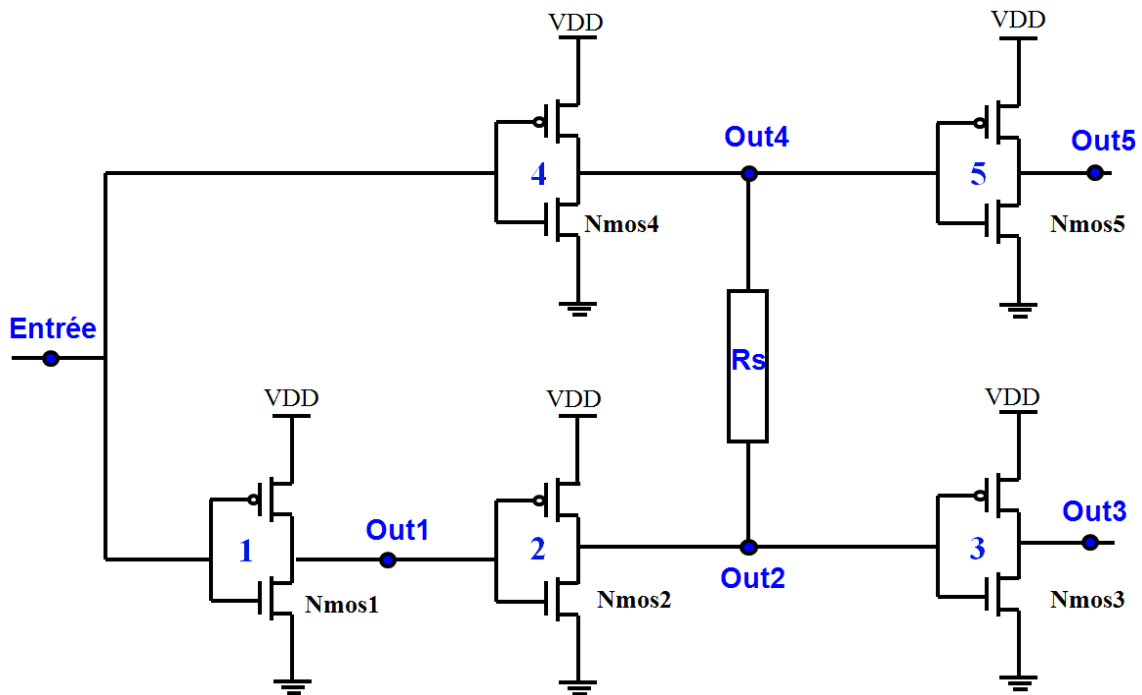 VDD
VDD
Out4
Out5
4
5
Nmos4
Nmos5
Entrée
Rs
VDD
VDD
VDD
Out1
Out3
1
2
3
Out2
Nmos1
Nmos2
Nmos3